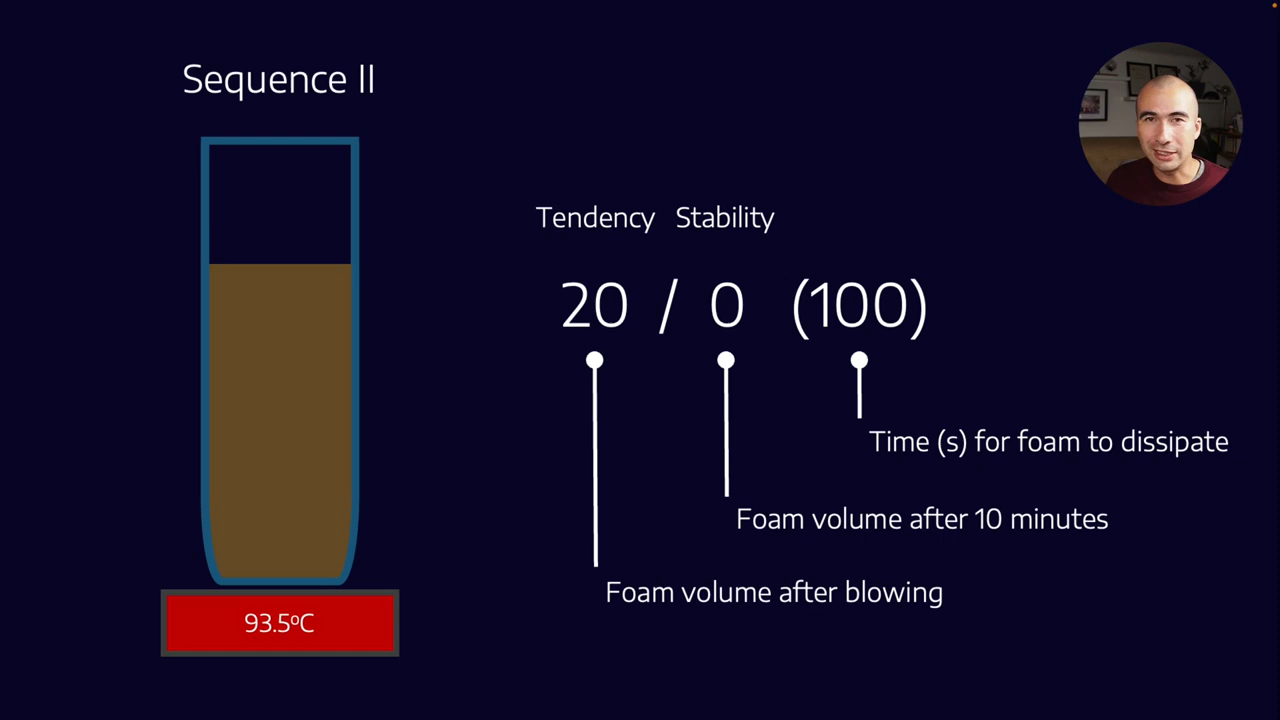 Sequence II
Tendency Stability
20 / 0 (100)
Time (s) for foam to dissipate
Foam volume after 10 minutes
Foam volume after blowing
93.5ºC